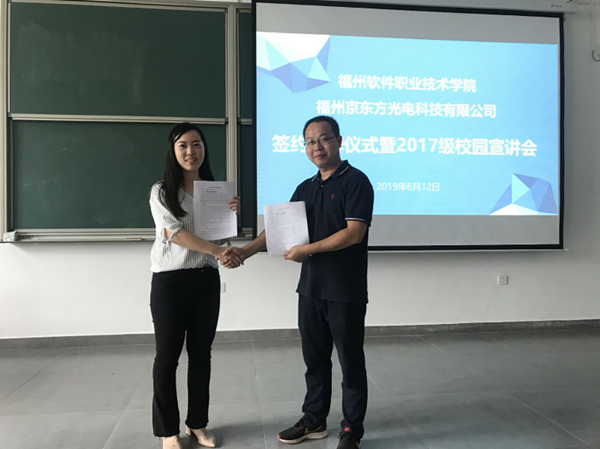 福州软件职业技术学院
福州京东方光电科技有限公司
签约 仪式暨2017级校园宣讲会
2019年6月12日